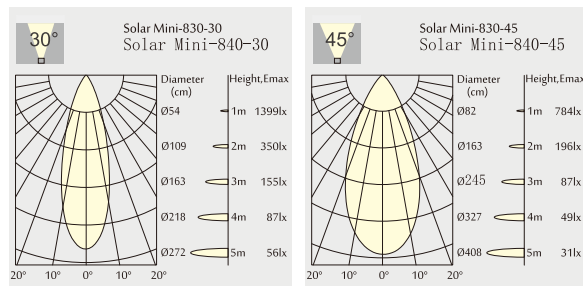 30°
Solar Mini-830-30
Solar Mini-840-30
Diameter (cm) Height,Emax
Ø54 1m 1399lx
Ø109 2m 350lx
Ø163 3m 155lx
Ø218 4m 87lx
Ø272 5m 56lx
20° 10° 0° 10° 20°
45°
Solar Mini-830-45
Solar Mini-840-45
Diameter (cm) Height,Emax
Ø82 1m 784lx
Ø163 2m 196lx
Ø245 3m 87lx
Ø327 4m 49lx
Ø408 5m 31lx
20° 10° 0° 10° 20°